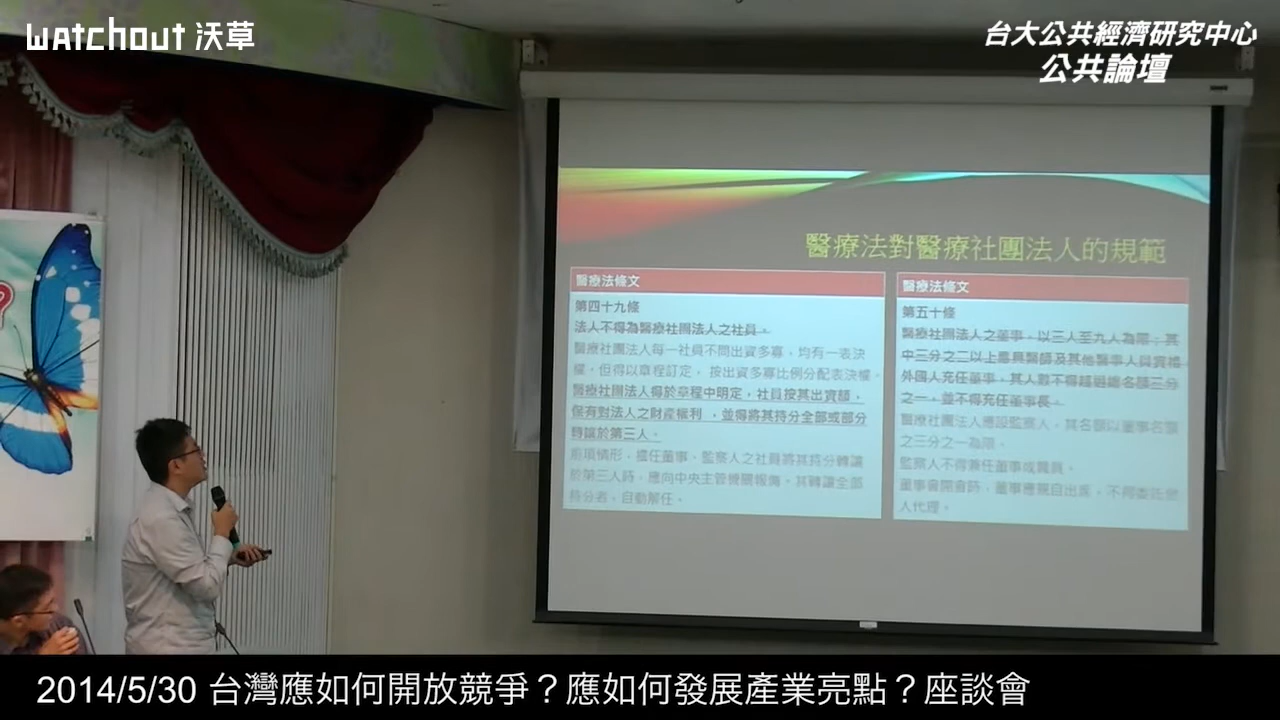 watchout 沃草
台大公共經濟研究中心
公共論壇
?
醫療法對醫療社團法人的規範
醫療法條文
第四十九條
法人不得為醫療社團法人之社員。
醫療社團法人每一社員不問出資多寡，均有一表決
權。但得以章程訂定，按出資多寡比例分配表決權。
醫療社團法人得於章程中明定，社員按其出資額，
保有對法人之財產權利，並得將其持分全部或部分
轉讓於第三人。
前項情形，擔任董事、監察人之社員將其持分轉讓
於第三人時，應向中央主管機關報備。其轉讓全部
持分者，自動解任。
醫療法條文
第五十條
醫療社團法人之董事，以三人至九人為限；其
中三分之二以上應具醫師及其他醫事人員資格，
外國人充任董事，其人數不得超過總名額三分
之一，並不得充任董事長。
醫療社團法人應設監察人，其名額以董事名額
之三分之一為限。
監察人不得兼任董事或職員。
董事會開會時，董事應親自出席，不得委託他
人代理。
2014/5/30 台灣應如何開放競爭？應如何發展產業亮點？座談會